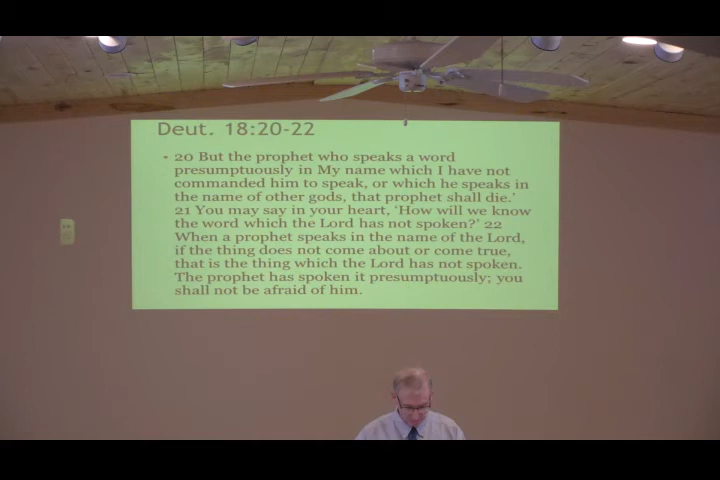 Deut. 18:20-22
• 20 But the prophet who speaks a word
presumptuously in My name which I have not
commanded him to speak, or which he speaks in
the name of other gods, that prophet shall die.’
21 You may say in your heart, ‘How will we know
the word which the Lord has not spoken?’ 22
When a prophet speaks in the name of the Lord,
if the thing does not come about or come true,
that is the thing which the Lord has not spoken.
The prophet has spoken it presumptuously; you
shall not be afraid of him.